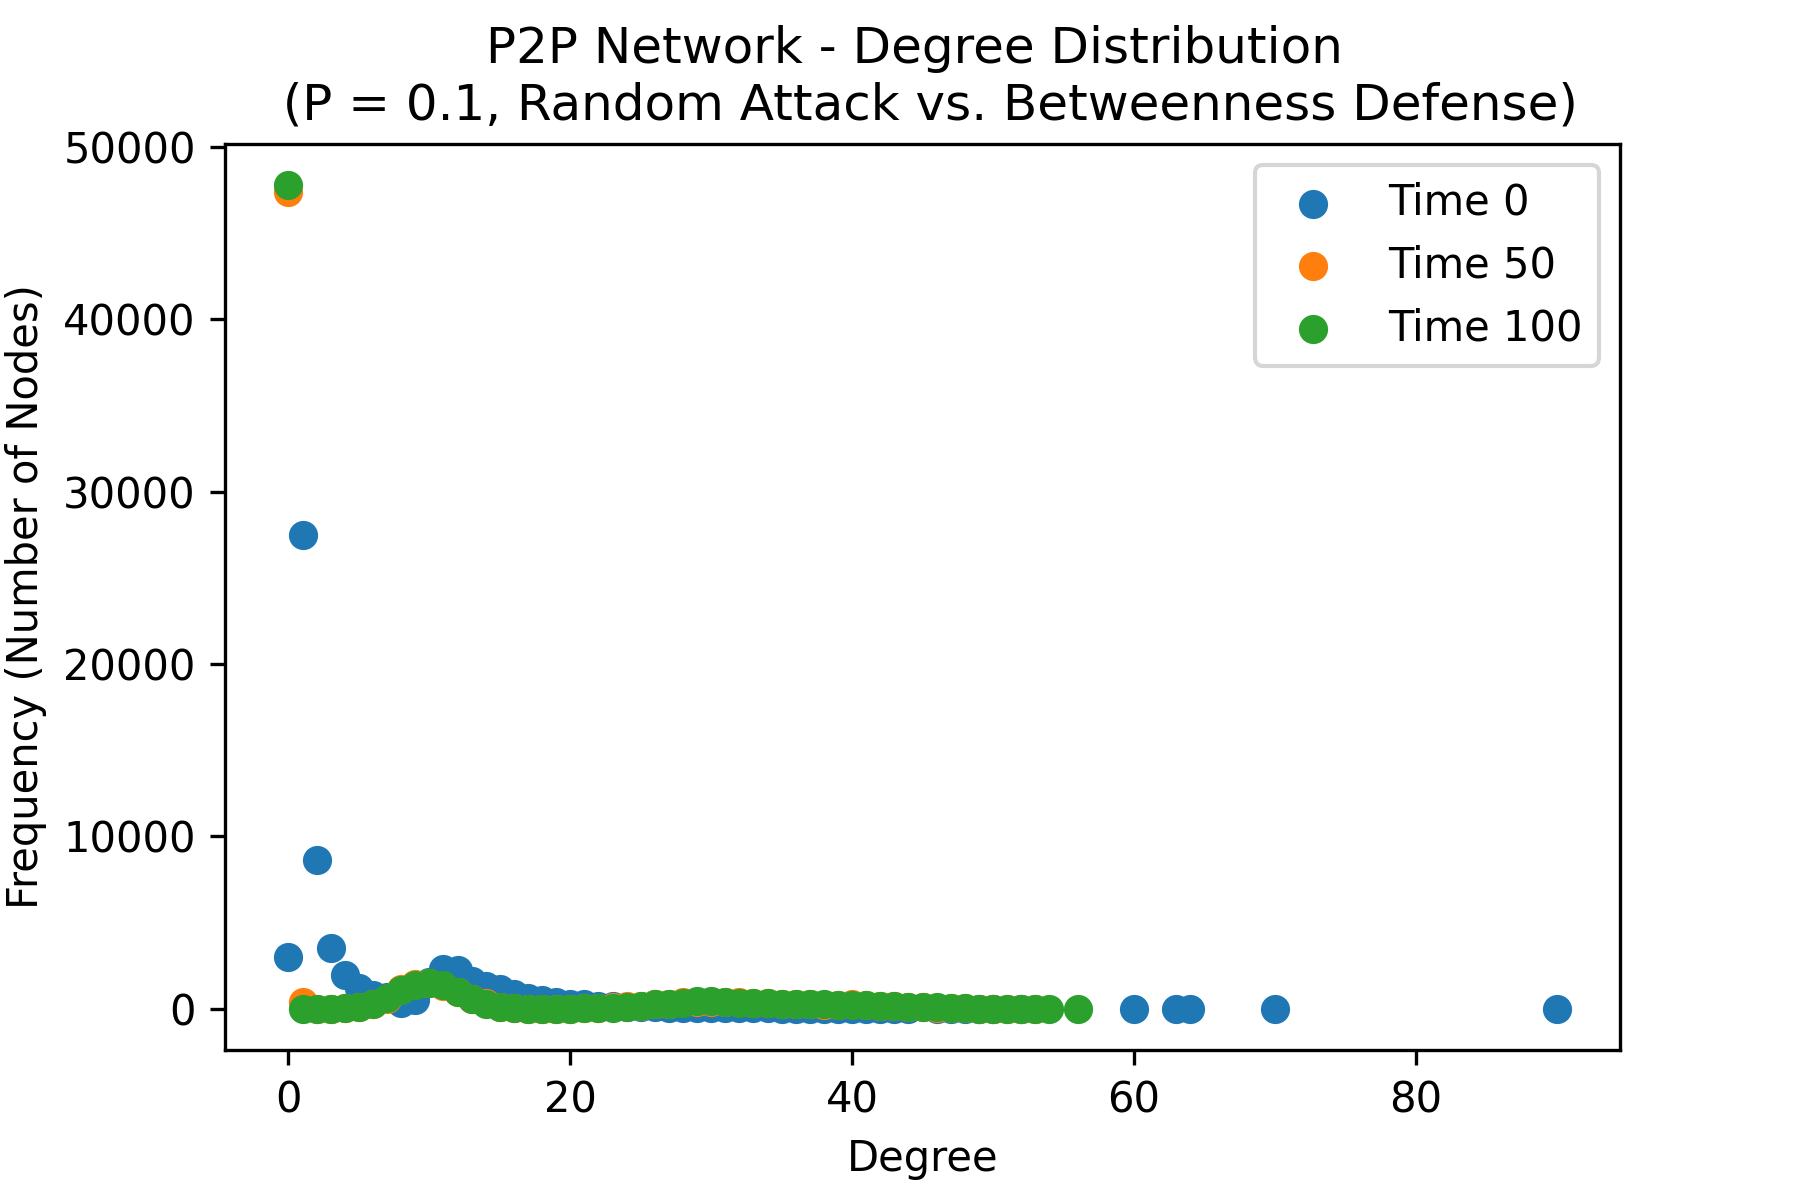 P2P Network - Degree Distribution
(P = 0.1, Random Attack vs. Betweenness Defense)
50000
40000
30000
20000
10000
0
Frequency (Number of Nodes)
Time 0
Time 50
Time 100
0 20 40 60 80
Degree